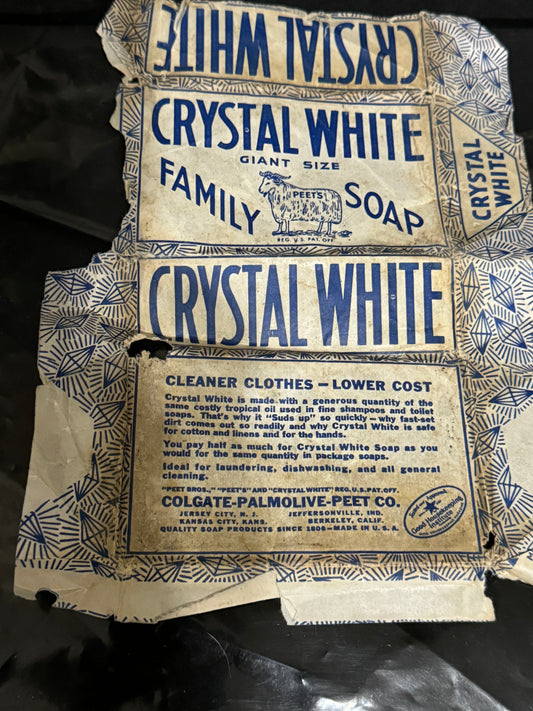 CRYSTAL WHITE
CRYSTAL WHITE
GIANT SIZE
FAMILY SOAP
PEET'S
REG. U.S. PAT. OFF.
CRYSTAL
WHITE
CRYSTAL WHITE
CLEANER CLOTHES – LOWER COST
Crystal White is made with a generous quantity of the
same costly tropical oil used in fine shampoos and toilet
soaps. That's why it "Suds up" so quickly – why fast-set
dirt comes out so readily and why Crystal White is safe
for cotton and linens and for the hands.
You pay half as much for Crystal White Soap as you
would for the same quantity in package soaps.
Ideal for laundering, dishwashing, and all general
cleaning.
"PEET BROS.," "PEET'S" AND "CRYSTAL WHITE" REG. U.S. PAT. OFF.
COLGATE-PALMOLIVE-PEET CO.
JERSEY CITY, N. J. JEFFERSONVILLE, IND.
KANSAS CITY, KANS. BERKELEY, CALIF.
QUALITY SOAP PRODUCTS SINCE 1806–MADE IN U. S. A.
Good Housekeeping
Institute